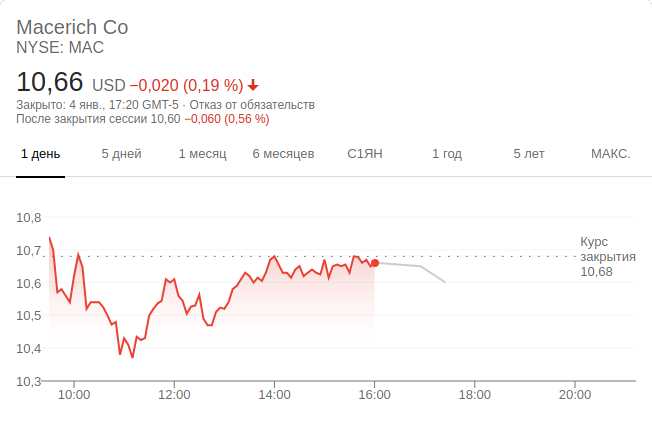 Macerich Co
NYSE: MAC
10,66 USD −0,020 (0,19 %)
Закрыто: 4 янв., 17:20 GMT-5 · Отказ от обязательств
После закрытия сессии 10,60 −0,060 (0,56 %)
1 день 5 дней 1 месяц 6 месяцев С1ЯН 1 год 5 лет МАКС.
10,8
10,7
10,6
10,5
10,4
10,3
Курс
закрытия
10,68
10:00 12:00 14:00 16:00 18:00 20:00